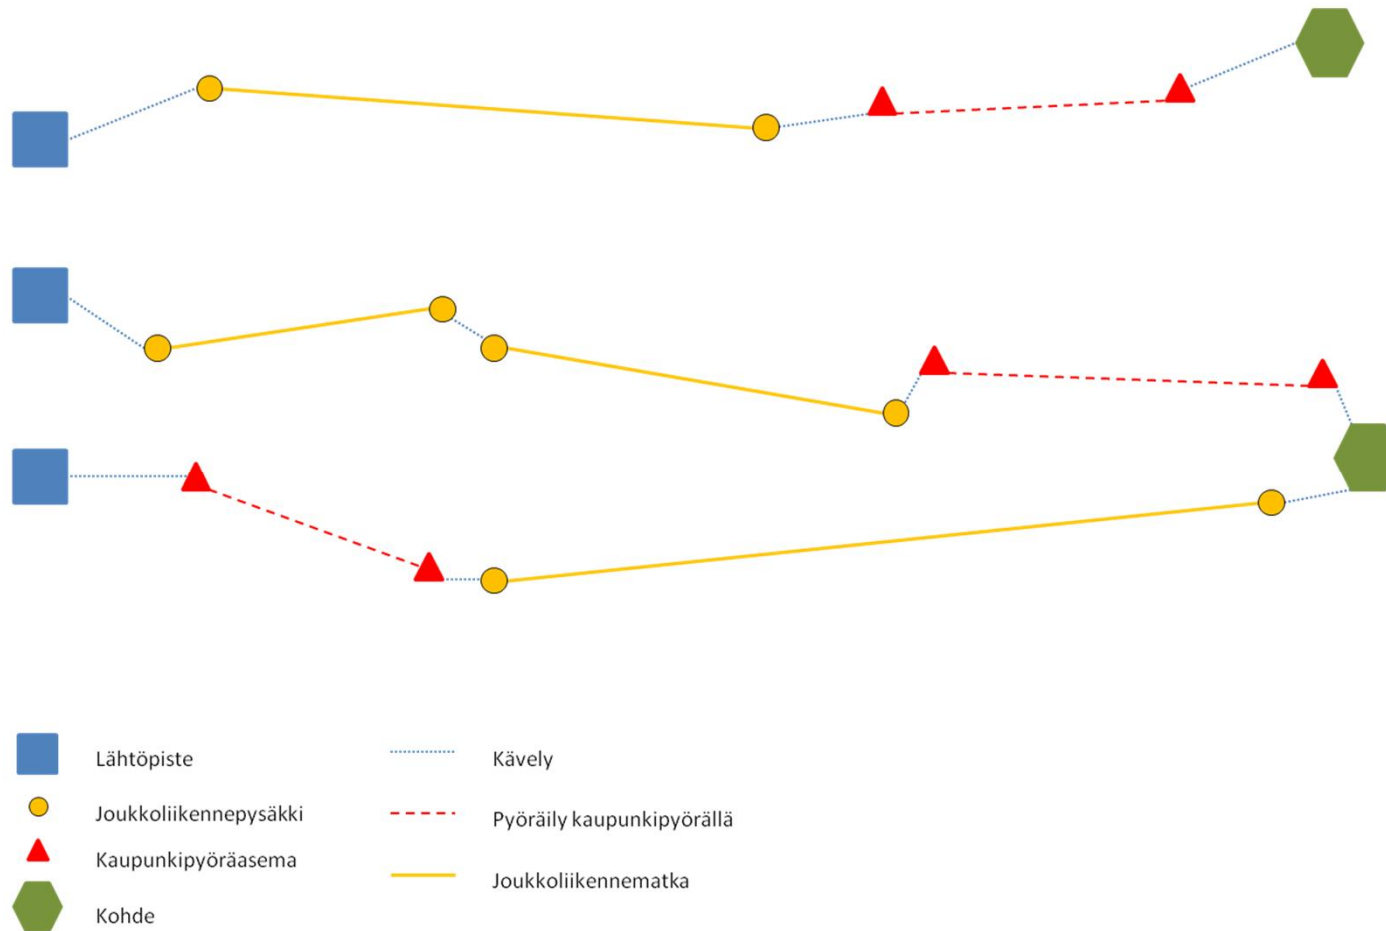 Lähtöpiste
Kävely
Joukkoliikennepysäkki
Pyöräily kaupunkipyörällä
Kaupunkipyöräasema
Joukkoliikennematka
Kohde